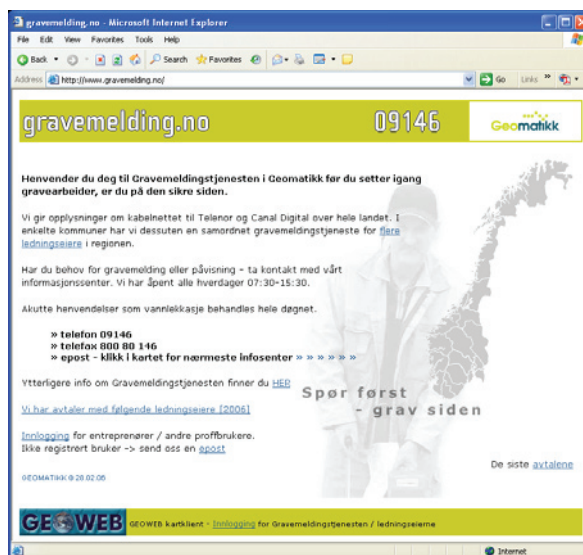 gravemelding.no - Microsoft Internet Explorer
File Edit View Favorites Tools Help
Back Search Favorites
Address http://www.gravemelding.no/ Go Links »
gravemelding.no 09146 Geomatikk
Henvender du deg til Gravemeldingstjenesten i Geomatikk før du setter igang
gravearbeider, er du på den sikre siden.
Vi gir opplysninger om kabelnettet til Telenor og Canal Digital over hele landet. I
enkelte kommuner har vi dessuten en samordnet gravemeldingstjeneste for flere
ledningseiere i regionen.
Har du behov for gravemelding eller påvisning - ta kontakt med vårt
informasjonssenter. Vi har åpent alle hverdager 07:30-15:30.
Akutte henvendelser som vannlekkasje behandles hele døgnet.
» telefon 09146
» telefax 800 80 146
» epost - klikk i kartet for nærmeste infosenter » » » » » »
Ytterligere info om Gravemeldingstjenesten finner du HER
Spør først
- grav siden
Vi har avtaler med følgende ledningseiere [2006]
Innlogging for entreprenører / andre proffbrukere.
Ikke registrert bruker -> send oss en epost
De siste avtalene
GEOMATIKK @ 28.02.06
GEOWEB GEOWEB kartklient - Innlogging for Gravemeldingstjenesten / ledningseierne
Internet